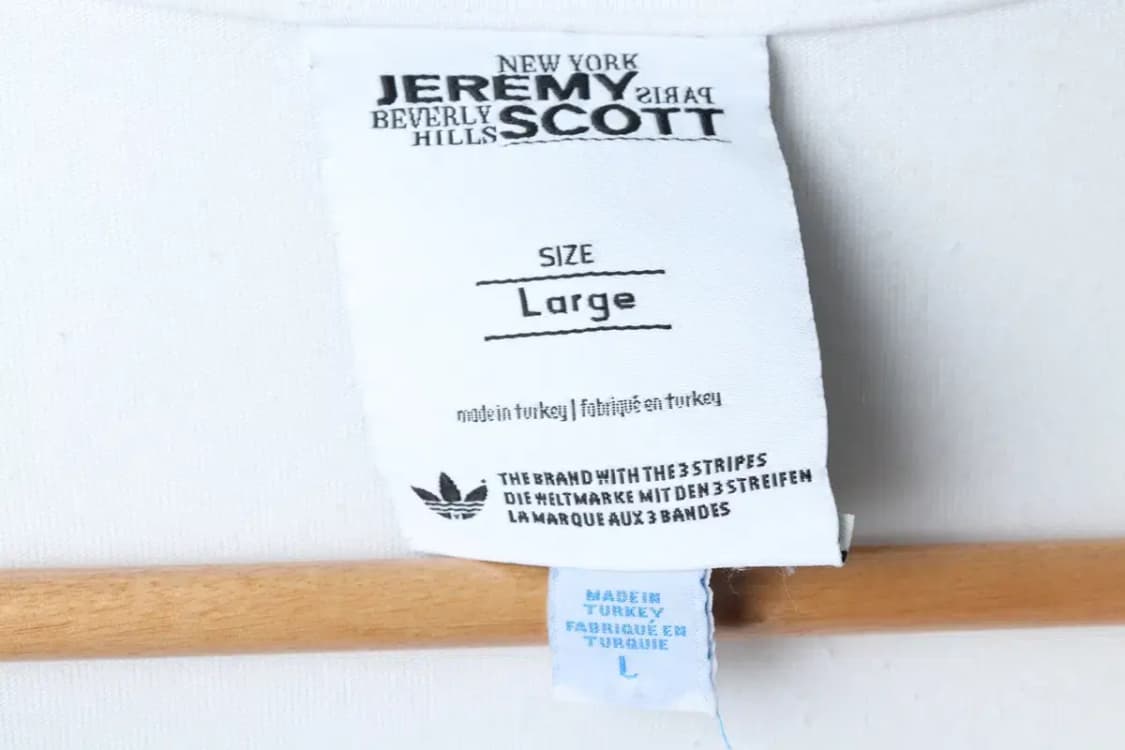 NEW YORK
JEREMY PARIS
BEVERLY HILLS SCOTT
SIZE
Large
made in turkey | fabriqué en turkey
THE BRAND WITH THE 3 STRIPES
DIE WELTMARKE MIT DEN 3 STREIFEN
LA MARQUE AUX 3 BANDES
MADE IN
TURKEY
FABRIQUÉ EN
TURQUIE
L